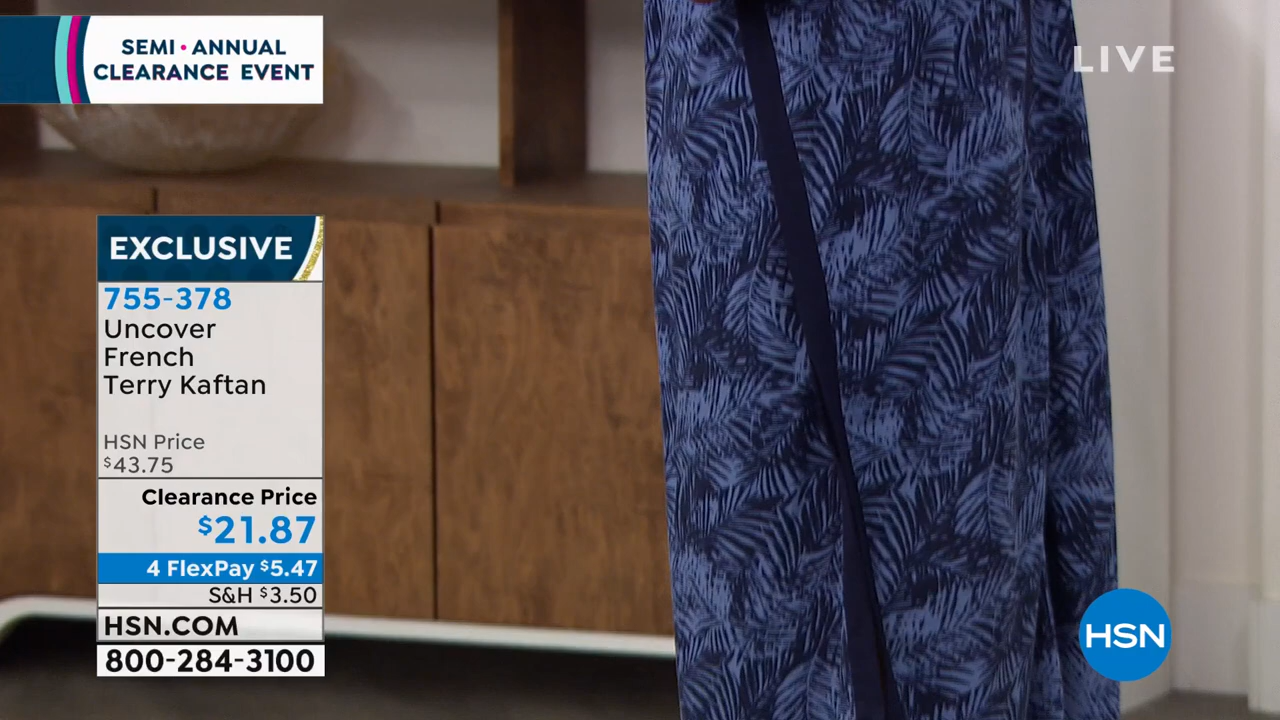 SEMI • ANNUAL
CLEARANCE EVENT
LIVE
EXCLUSIVE
755-378
Uncover
French
Terry Kaftan
HSN Price
$43.75
Clearance Price
$21.87
4 FlexPay $5.47
S&H $3.50
HSN.COM
800-284-3100
HSN